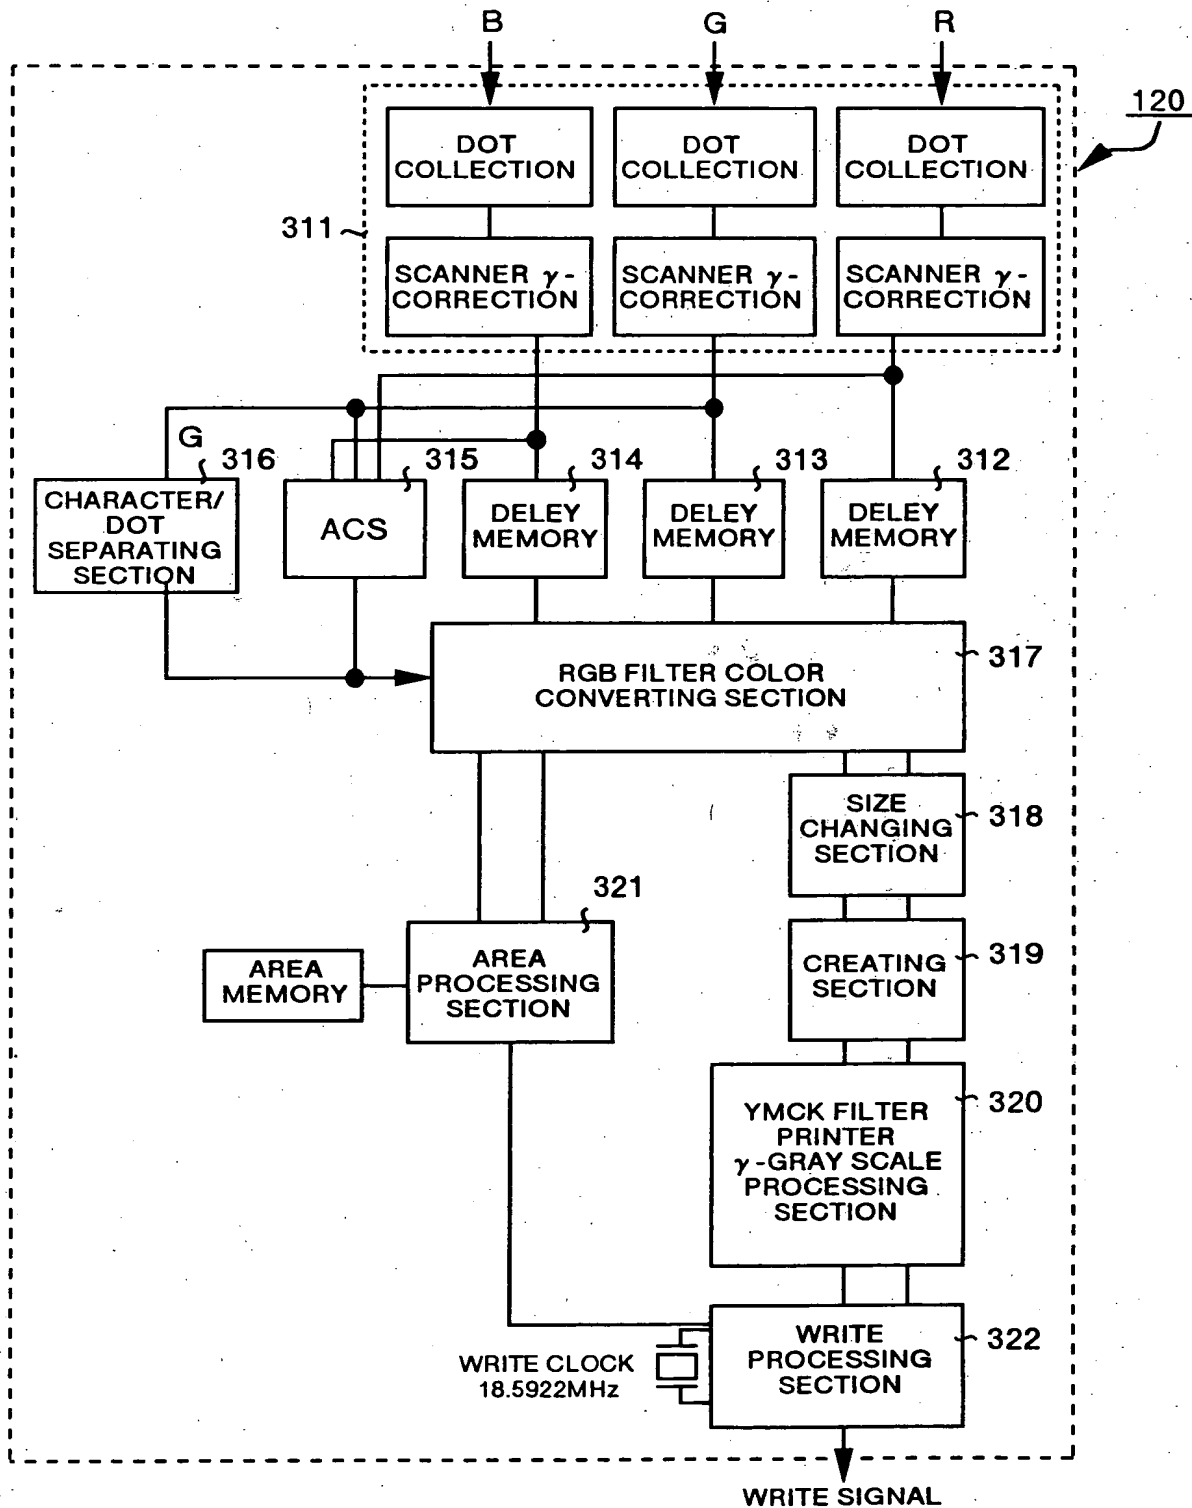 B
G
R
120
DOT
COLLECTION
DOT
COLLECTION
DOT
COLLECTION
311
SCANNER γ-
CORRECTION
SCANNER γ-
CORRECTION
SCANNER γ-
CORRECTION
G
316
315
314
313
312
CHARACTER/
DOT
SEPARATING
SECTION
ACS
DELEY
MEMORY
DELEY
MEMORY
DELEY
MEMORY
RGB FILTER COLOR
CONVERTING SECTION
317
SIZE
CHANGING
SECTION
318
321
AREA
MEMORY
AREA
PROCESSING
SECTION
CREATING
SECTION
319
YMCK FILTER
PRINTER
γ-GRAY SCALE
PROCESSING
SECTION
320
WRITE CLOCK
18.5922MHz
WRITE
PROCESSING
SECTION
322
WRITE SIGNAL